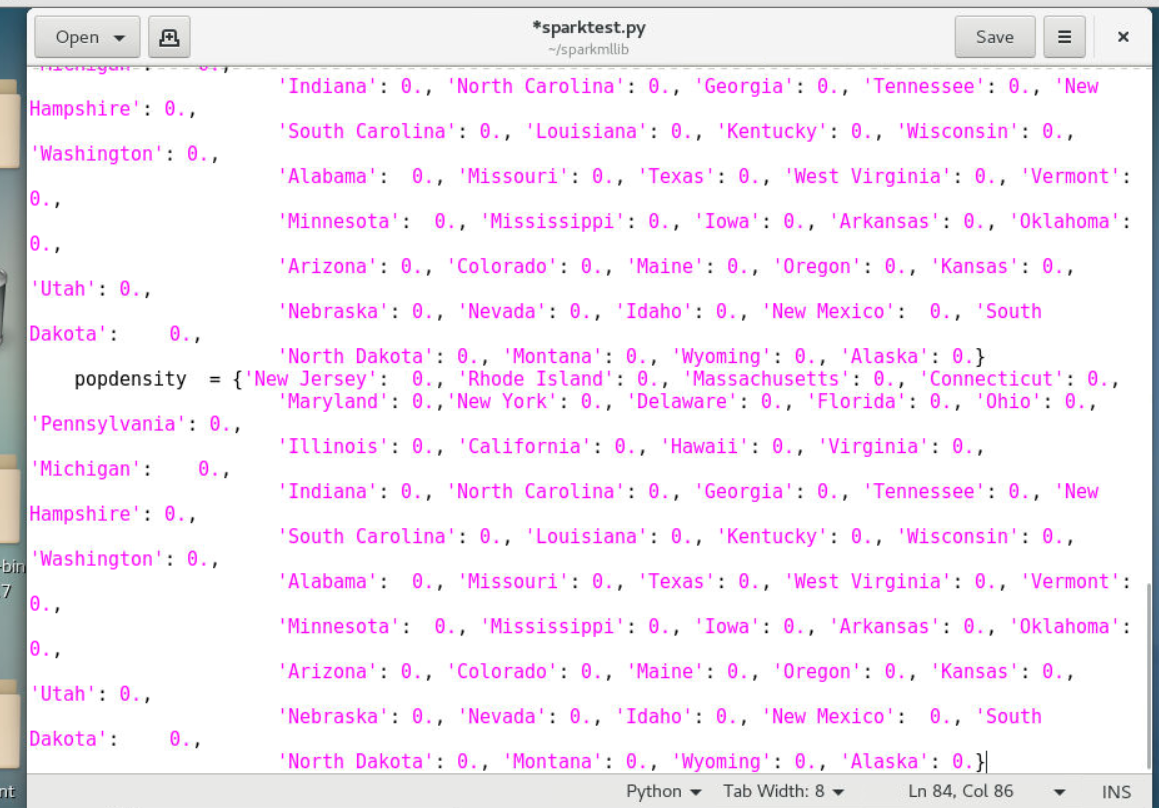 Open
*sparktest.py
~/sparkmllib
Save
'Michigan': 0.,
'Indiana': 0., 'North Carolina': 0., 'Georgia': 0., 'Tennessee': 0., 'New
Hampshire': 0.,
'South Carolina': 0., 'Louisiana': 0., 'Kentucky': 0., 'Wisconsin': 0.,
'Washington': 0.,
'Alabama':  0., 'Missouri': 0., 'Texas': 0., 'West Virginia': 0., 'Vermont':
0.,
'Minnesota':  0., 'Mississippi': 0., 'Iowa': 0., 'Arkansas': 0., 'Oklahoma':
0.,
'Arizona': 0., 'Colorado': 0., 'Maine': 0., 'Oregon': 0., 'Kansas': 0.,
'Utah': 0.,
'Nebraska': 0., 'Nevada': 0., 'Idaho': 0., 'New Mexico':  0., 'South
Dakota':    0.,
'North Dakota': 0., 'Montana': 0., 'Wyoming': 0., 'Alaska': 0.}
popdensity  = {'New Jersey':  0., 'Rhode Island': 0., 'Massachusetts': 0., 'Connecticut': 0.,
'Maryland': 0.,'New York': 0., 'Delaware': 0., 'Florida': 0., 'Ohio': 0.,
'Pennsylvania': 0.,
'Illinois': 0., 'California': 0., 'Hawaii': 0., 'Virginia': 0.,
'Michigan':    0.,
'Indiana': 0., 'North Carolina': 0., 'Georgia': 0., 'Tennessee': 0., 'New
Hampshire': 0.,
'South Carolina': 0., 'Louisiana': 0., 'Kentucky': 0., 'Wisconsin': 0.,
'Washington': 0.,
'Alabama':  0., 'Missouri': 0., 'Texas': 0., 'West Virginia': 0., 'Vermont':
0.,
'Minnesota':  0., 'Mississippi': 0., 'Iowa': 0., 'Arkansas': 0., 'Oklahoma':
0.,
'Arizona': 0., 'Colorado': 0., 'Maine': 0., 'Oregon': 0., 'Kansas': 0.,
'Utah': 0.,
'Nebraska': 0., 'Nevada': 0., 'Idaho': 0., 'New Mexico':  0., 'South
Dakota':    0.,
'North Dakota': 0., 'Montana': 0., 'Wyoming': 0., 'Alaska': 0.}
-bin
7
nt
Python
Tab Width: 8
Ln 84, Col 86
INS